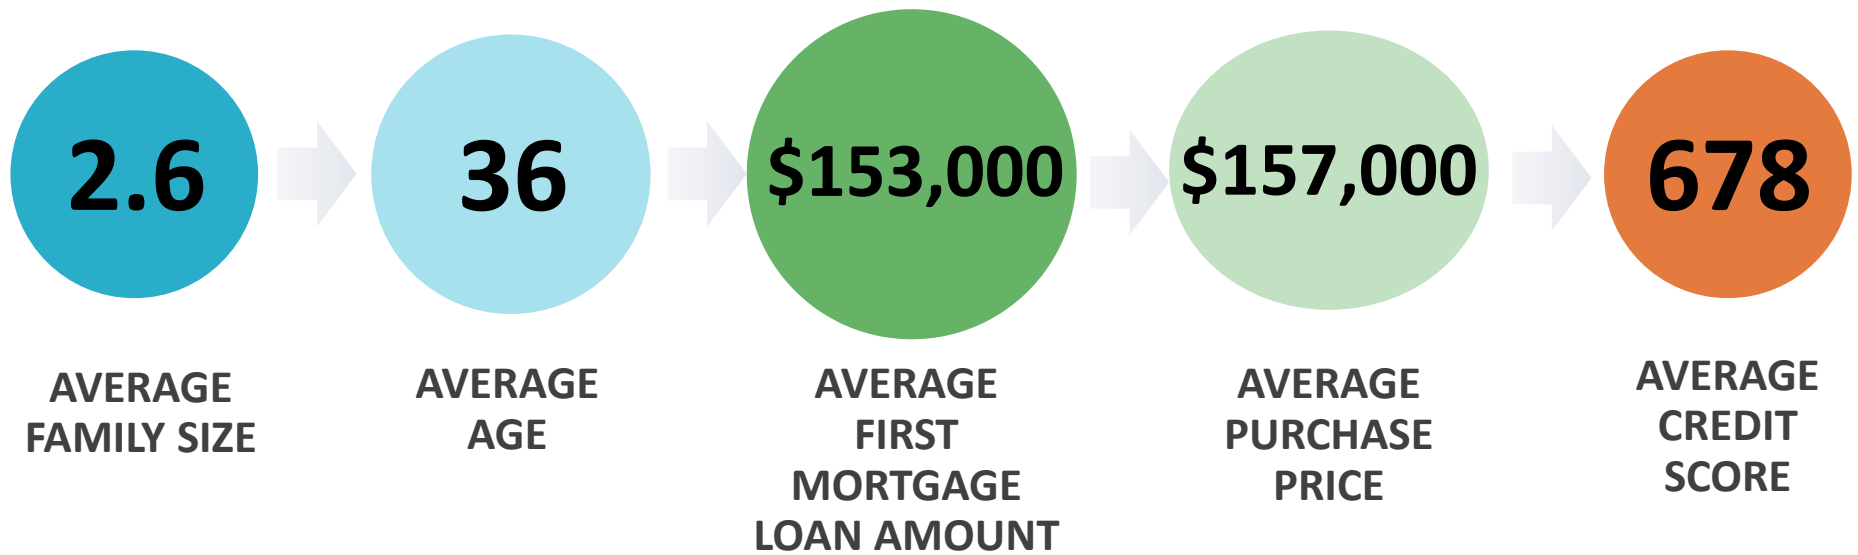 2.6
36
$153,000
$157,000
678
AVERAGE
FAMILY SIZE
AVERAGE
AGE
AVERAGE
FIRST
MORTGAGE
LOAN AMOUNT
AVERAGE
PURCHASE
PRICE
AVERAGE
CREDIT
SCORE